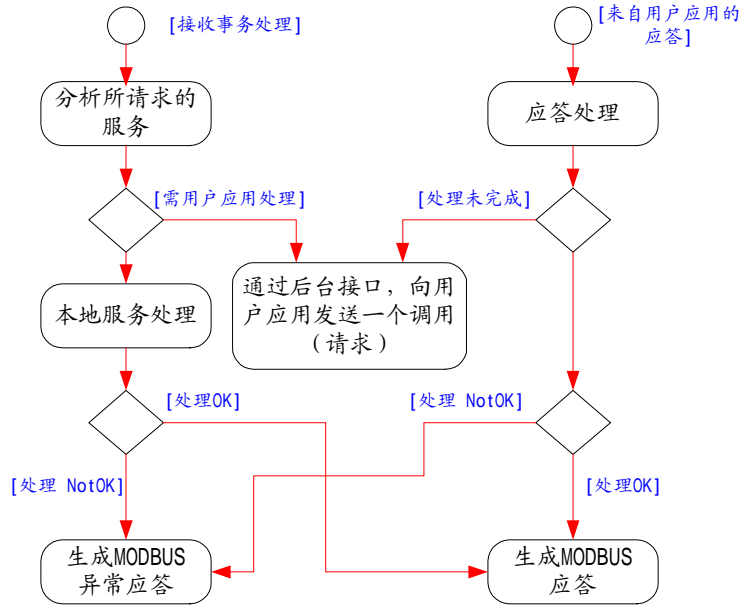 [接收事务处理]
[来自用户应用的
应答]
分析所请求的
服务
应答处理
[需用户应用处理]
[处理未完成]
通过后台接口，向用
户应用发送一个调用
（请求）
本地服务处理
[处理OK]
[处理 NotOK]
[处理 NotOK]
[处理OK]
生成MODBUS
异常应答
生成MODBUS
应答